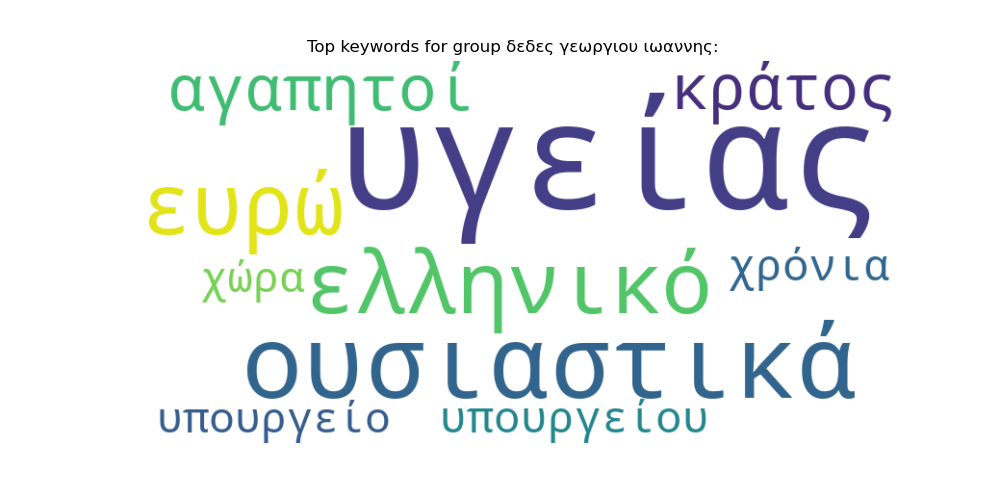 Top keywords for group δεδες γεωργιου ιωαννης:
αγαπητοί
κράτος
υγείας
ευρώ
χώρα
ελληνικό
χρόνια
ουσιαστικά
υπουργείο
υπουργείου